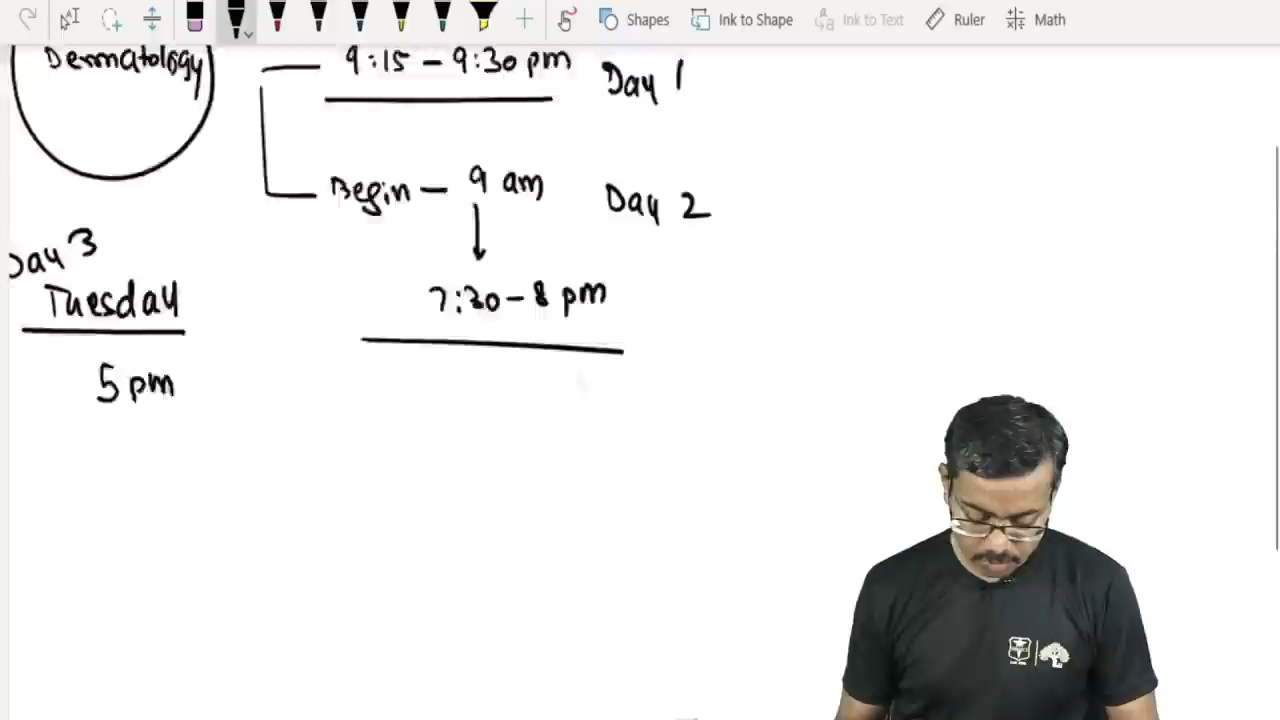 Shapes
Ink to Shape
Ink to Text
Ruler
Math
Dermatology
9:15 – 9:30 pm
Day 1
Begin – 9 am
Day 2
7:30 – 8 pm
Day 3
Tuesday
5 pm